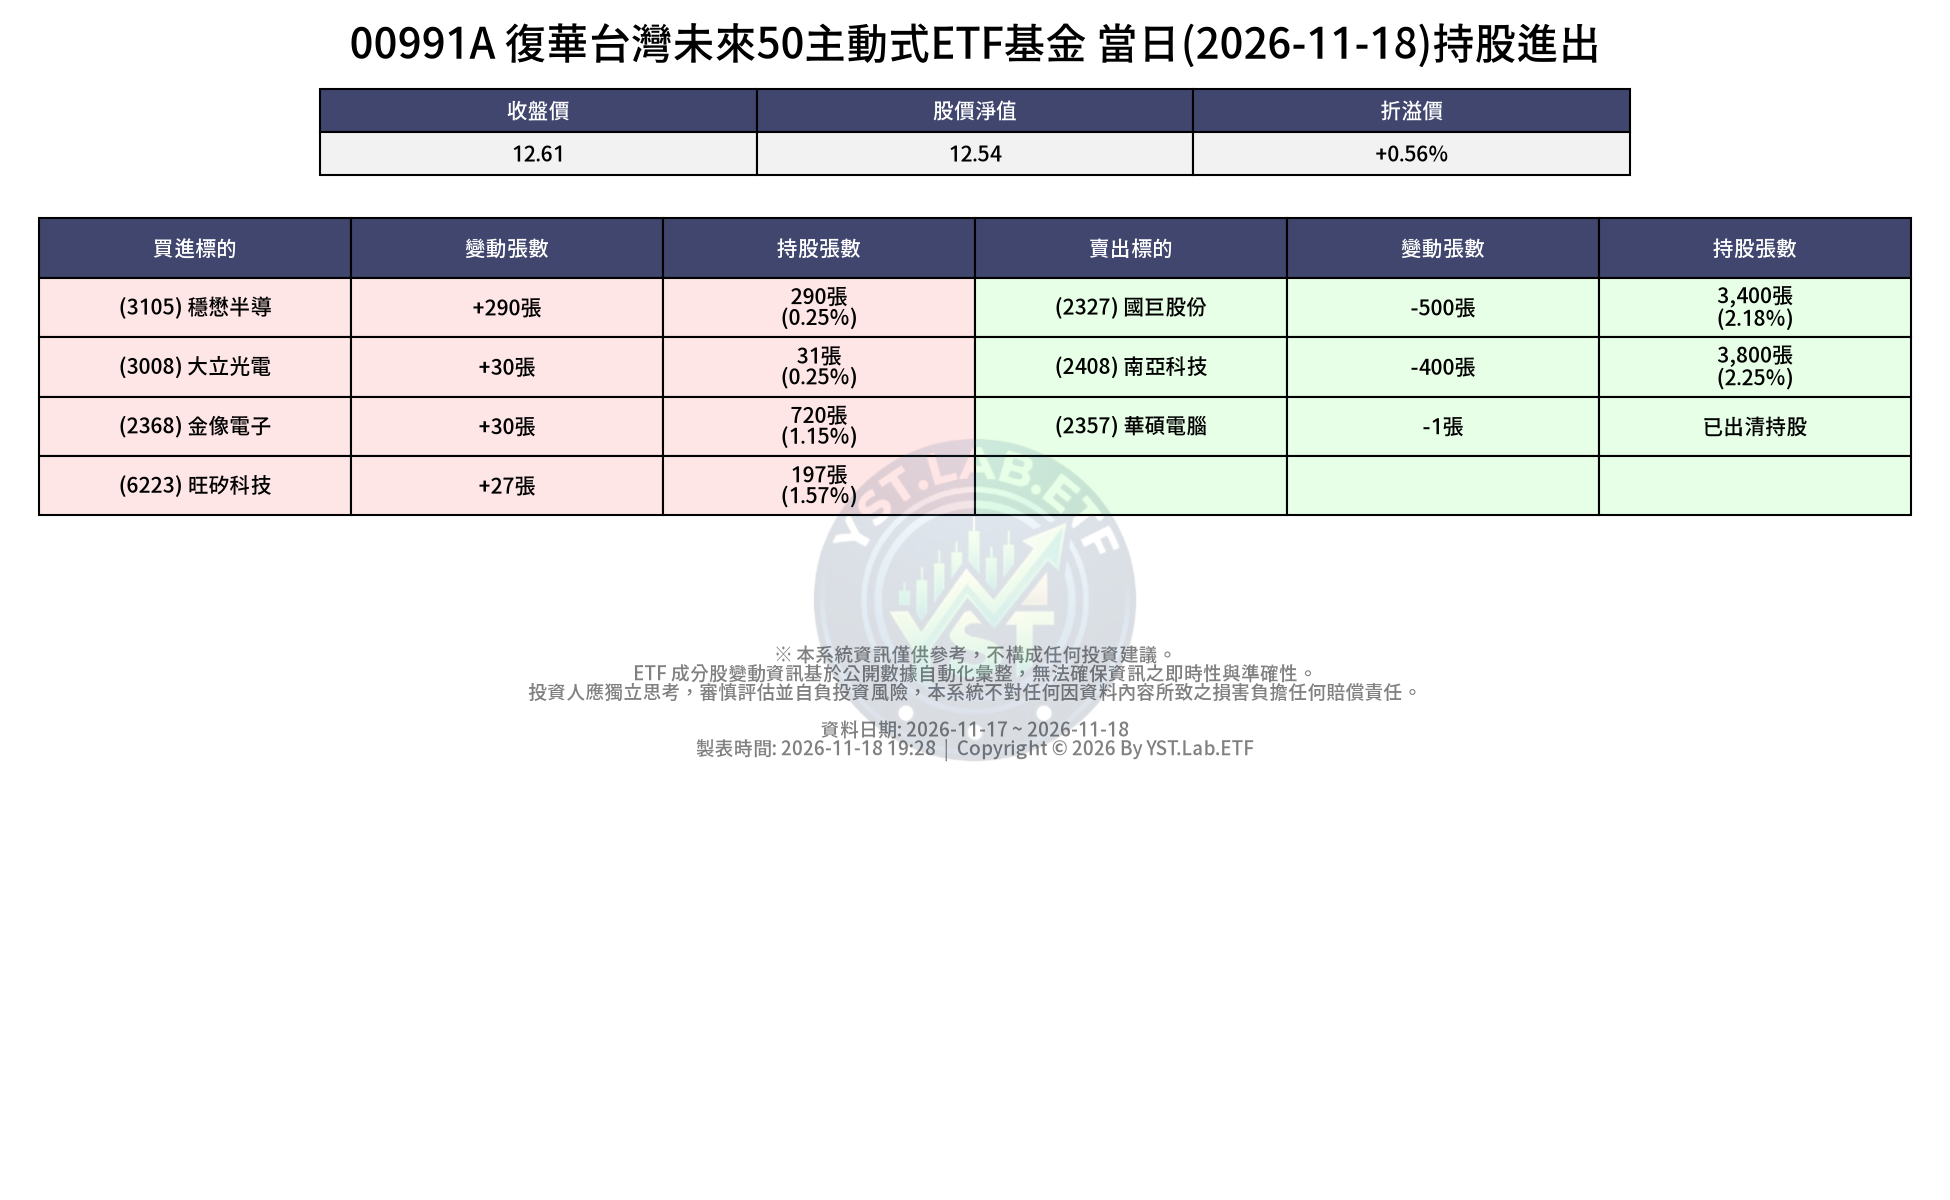 00991A 復華台灣未來50主動式ETF基金 當日(2026-11-18)持股進出
收盤價 股價淨值 折溢價
12.61 12.54 +0.56%
買進標的 變動張數 持股張數 賣出標的 變動張數 持股張數
(3105) 穩懋半導 +290張 290張 (0.25%) (2327) 國巨股份 -500張 3,400張 (2.18%)
(3008) 大立光電 +30張 31張 (0.25%) (2408) 南亞科技 -400張 3,800張 (2.25%)
(2368) 金像電子 +30張 720張 (1.15%) (2357) 華碩電腦 -1張 已出清持股
(6223) 旺矽科技 +27張 197張 (1.57%)
YST.LAB.ETF
YST
※ 本系統資訊僅供參考，不構成任何投資建議。
ETF 成分股變動資訊基於公開數據自動化彙整，無法確保資訊之即時性與準確性。
投資人應獨立思考，審慎評估並自負投資風險，本系統不對任何因資料內容所致之損害負擔任何賠償責任。
資料日期: 2026-11-17 ~ 2026-11-18
製表時間: 2026-11-18 19:28 | Copyright © 2026 By YST.Lab.ETF